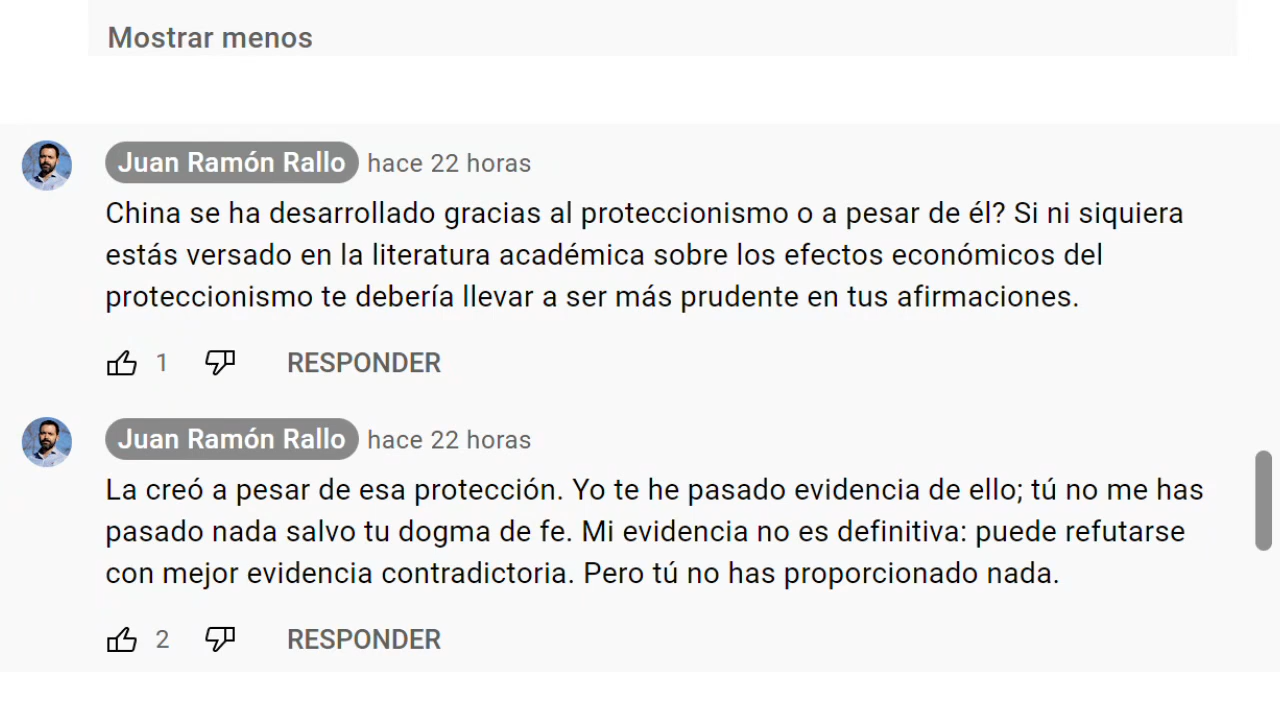 Mostrar menos
Juan Ramón Rallo hace 22 horas
China se ha desarrollado gracias al proteccionismo o a pesar de él? Si ni siquiera
estás versado en la literatura académica sobre los efectos económicos del
proteccionismo te debería llevar a ser más prudente en tus afirmaciones.
1 RESPONDER
Juan Ramón Rallo hace 22 horas
La creó a pesar de esa protección. Yo te he pasado evidencia de ello; tú no me has
pasado nada salvo tu dogma de fe. Mi evidencia no es definitiva: puede refutarse
con mejor evidencia contradictoria. Pero tú no has proporcionado nada.
2 RESPONDER